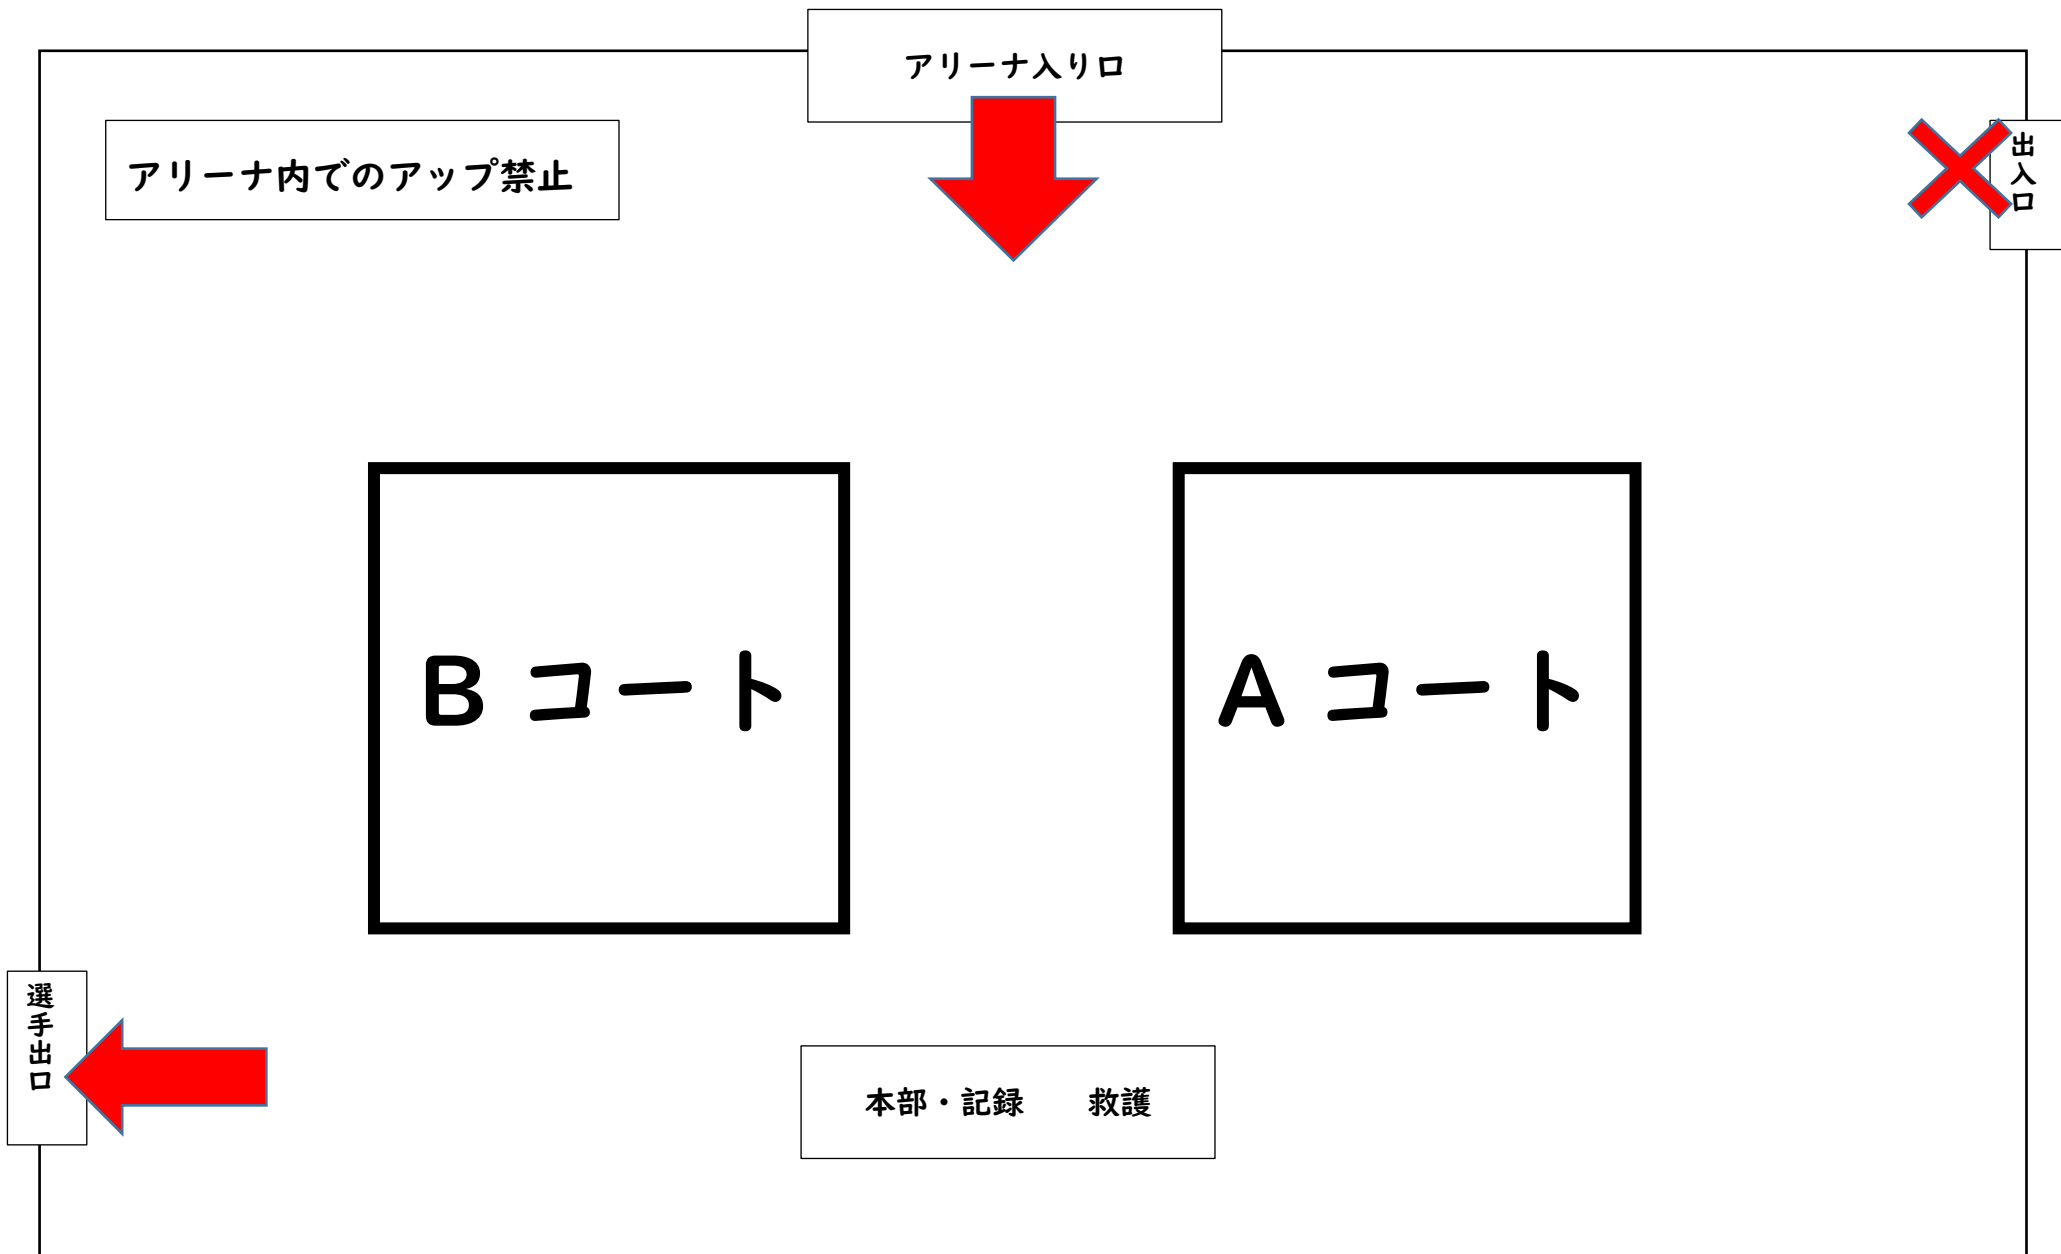 アリーナ入り口
アリーナ内でのアップ禁止
出入口
B コート
A コート
選手出口
本部・記録　　救護